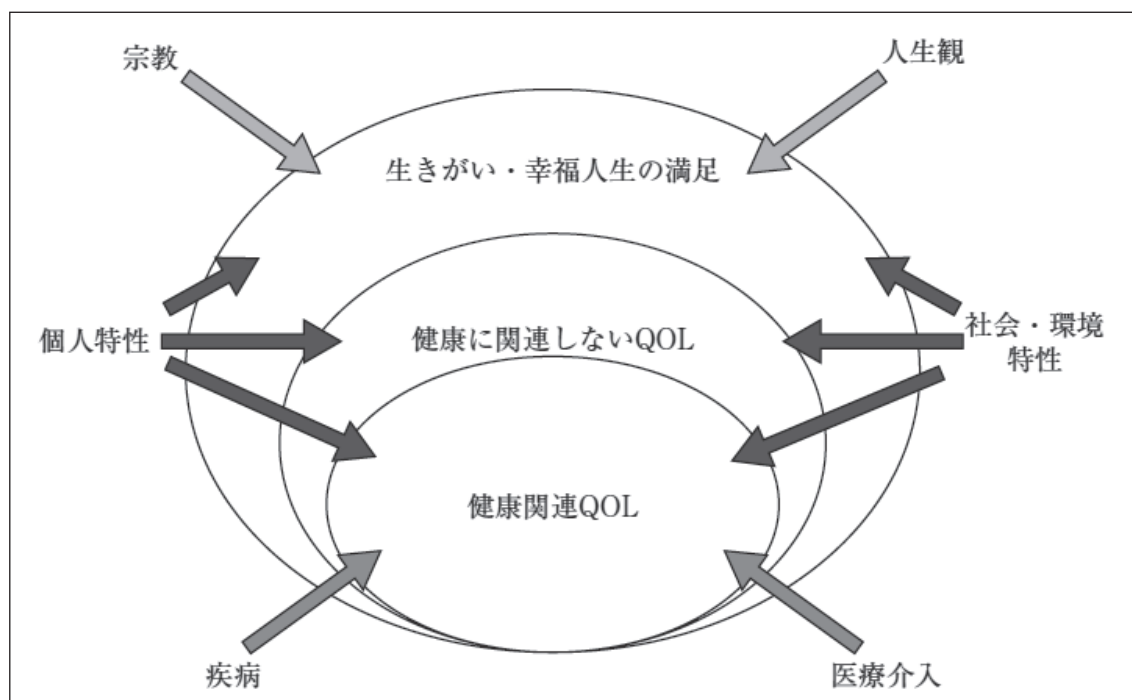 宗教
人生観
生きがい・幸福人生の満足
個人特性
健康に関連しないQOL
社会・環境
特性
健康関連QOL
疾病
医療介入